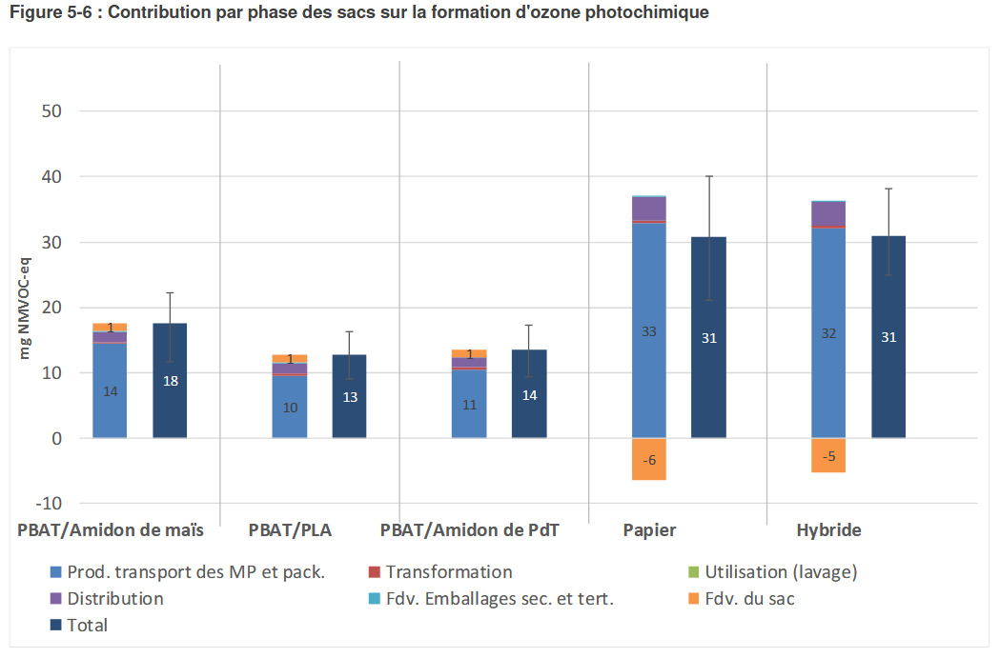 Figure 5-6 : Contribution par phase des sacs sur la formation d'ozone photochimique
mg NMVOC-eq
50
40
30
20
10
0
-10
1
14
18
1
10
13
1
11
14
33
-6
31
32
-5
31
PBAT/Amidon de maïs
PBAT/PLA
PBAT/Amidon de PdT
Papier
Hybride
Prod. transport des MP et pack.
Transformation
Utilisation (lavage)
Distribution
Fdv. Emballages sec. et tert.
Fdv. du sac
Total